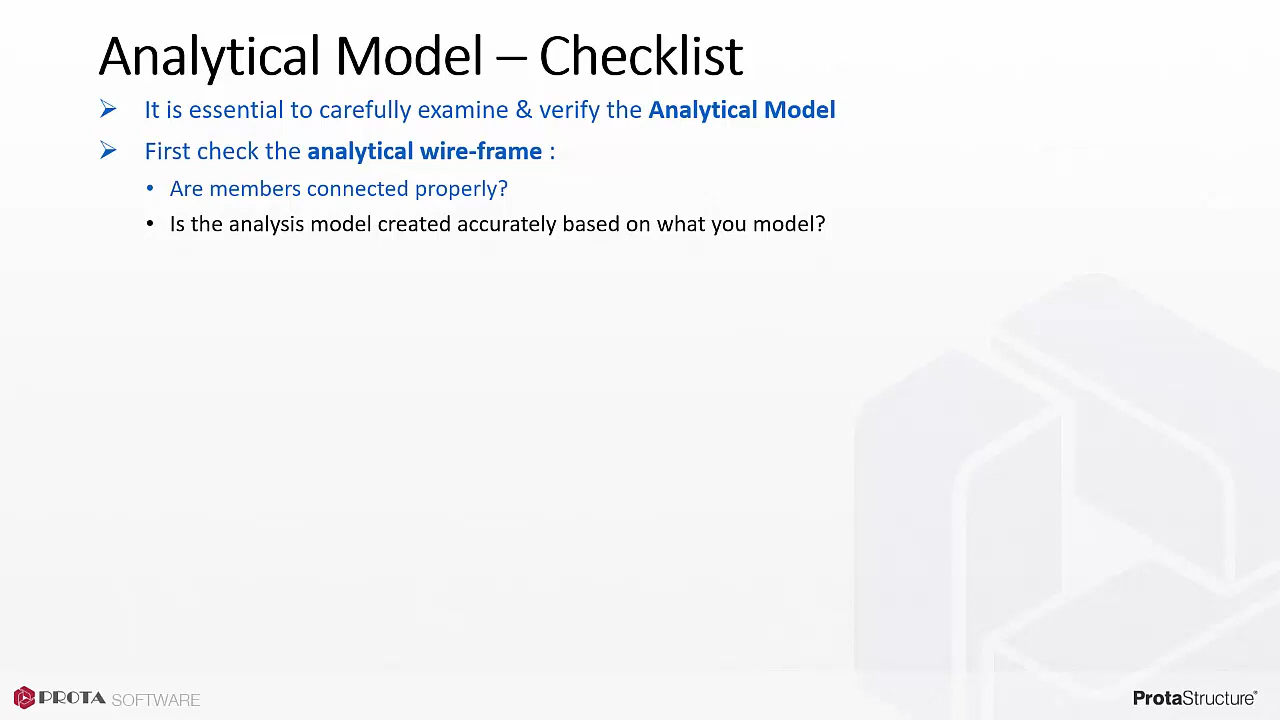 Analytical Model – Checklist
➢ It is essential to carefully examine & verify the Analytical Model
➢ First check the analytical wire-frame :
• Are members connected properly?
• Is the analysis model created accurately based on what you model?
PROTA SOFTWARE
ProtaStructure®